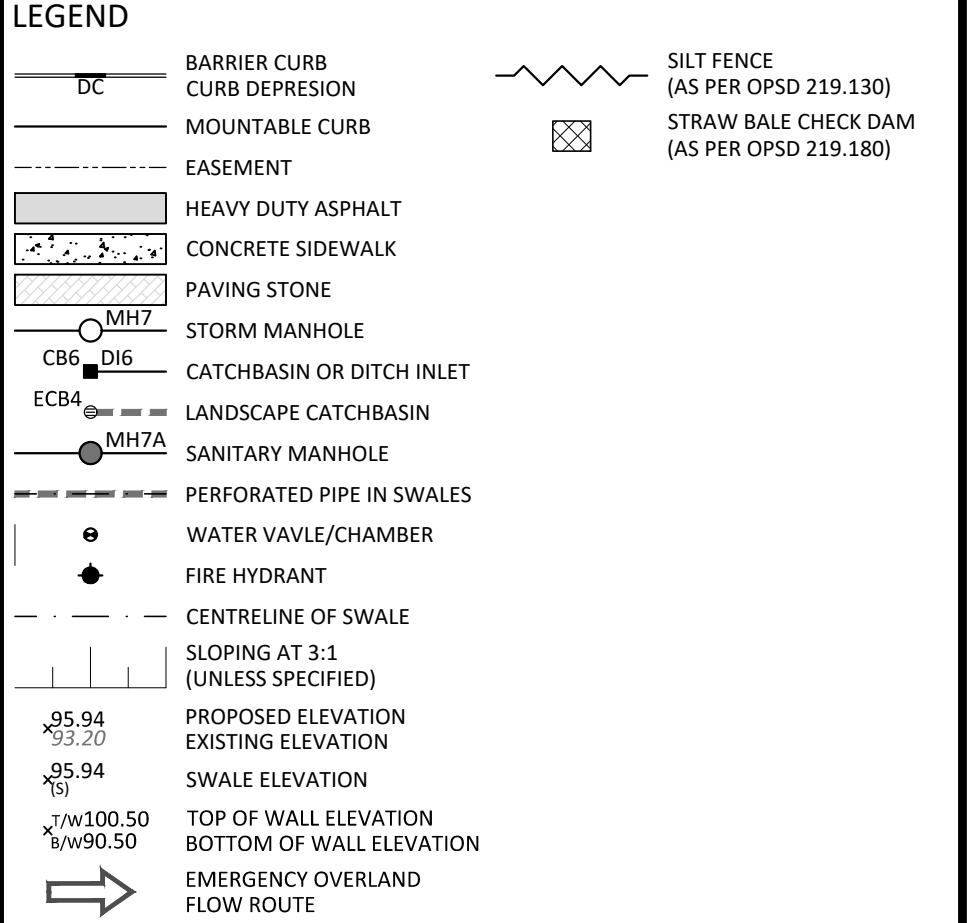 LEGEND
DC
BARRIER CURB
CURB DEPRESION
MOUNTABLE CURB
EASEMENT
HEAVY DUTY ASPHALT
CONCRETE SIDEWALK
PAVING STONE
MH7
STORM MANHOLE
CB6 DI6
CATCHBASIN OR DITCH INLET
ECB4
LANDSCAPE CATCHBASIN
MH7A
SANITARY MANHOLE
PERFORATED PIPE IN SWALES
WATER VAVLE/CHAMBER
FIRE HYDRANT
CENTRELINE OF SWALE
SLOPING AT 3:1
(UNLESS SPECIFIED)
95.94 PROPOSED ELEVATION
93.20 EXISTING ELEVATION
95.94
(S)
SWALE ELEVATION
T/W100.50 TOP OF WALL ELEVATION
B/W90.50 BOTTOM OF WALL ELEVATION
EMERGENCY OVERLAND
FLOW ROUTE
SILT FENCE
(AS PER OPSD 219.130)
STRAW BALE CHECK DAM
(AS PER OPSD 219.180)